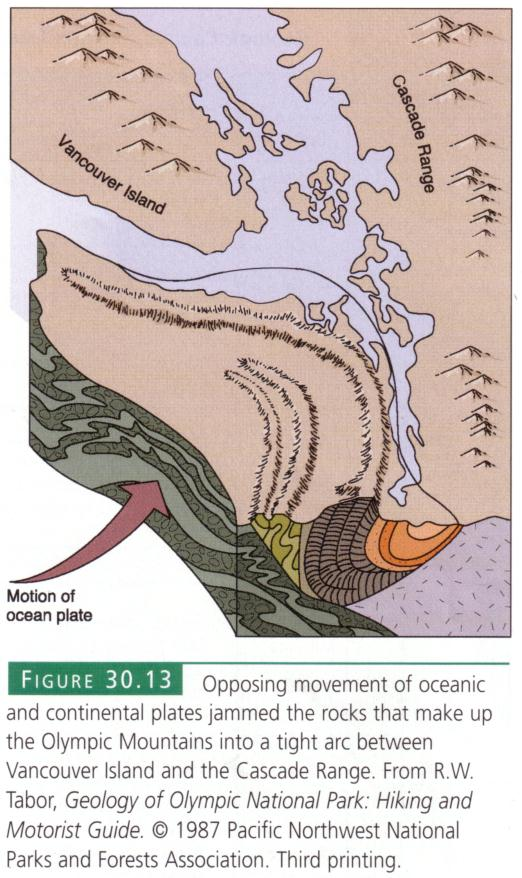 Vancouver Island
Cascade Range
Motion of
ocean plate
FIGURE 30.13 Opposing movement of oceanic
and continental plates jammed the rocks that make up
the Olympic Mountains into a tight arc between
Vancouver Island and the Cascade Range. From R.W.
Tabor, Geology of Olympic National Park: Hiking and
Motorist Guide. © 1987 Pacific Northwest National
Parks and Forests Association. Third printing.